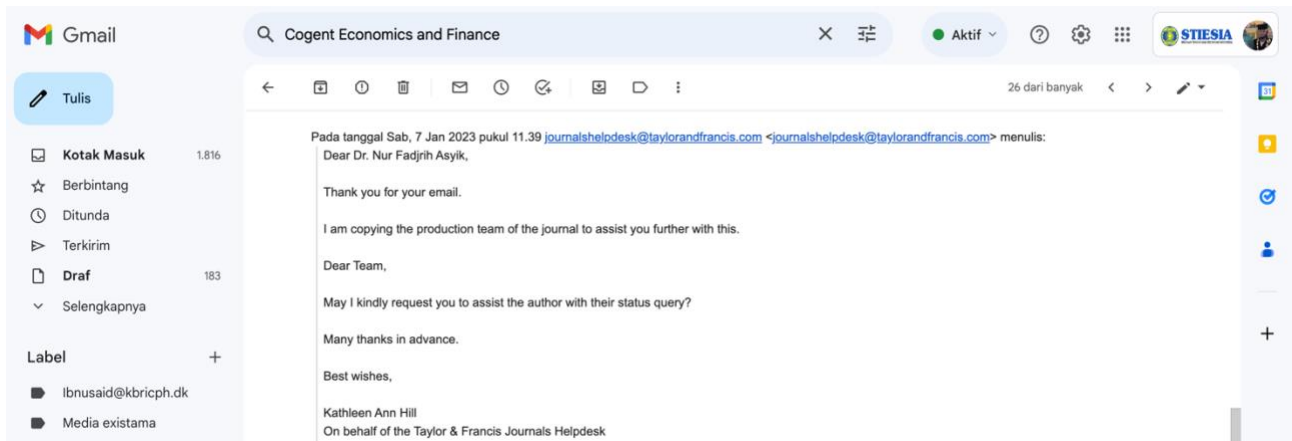 Gmail
Cogent Economics and Finance
Aktif
STIESIA
Tulis
26 dari banyak
31
Kotak Masuk 1.816
Berbintang
Ditunda
Terkirim
Draf 183
Selengkapnya
Label
Ibnusaid@kbricph.dk
Media existama
Pada tanggal Sab, 7 Jan 2023 pukul 11.39 journalshelpdesk@taylorandfrancis.com <journalshelpdesk@taylorandfrancis.com> menulis:
Dear Dr. Nur Fadjrih Asyik,
Thank you for your email.
I am copying the production team of the journal to assist you further with this.
Dear Team,
May I kindly request you to assist the author with their status query?
Many thanks in advance.
Best wishes,
Kathleen Ann Hill
On behalf of the Taylor & Francis Journals Helpdesk